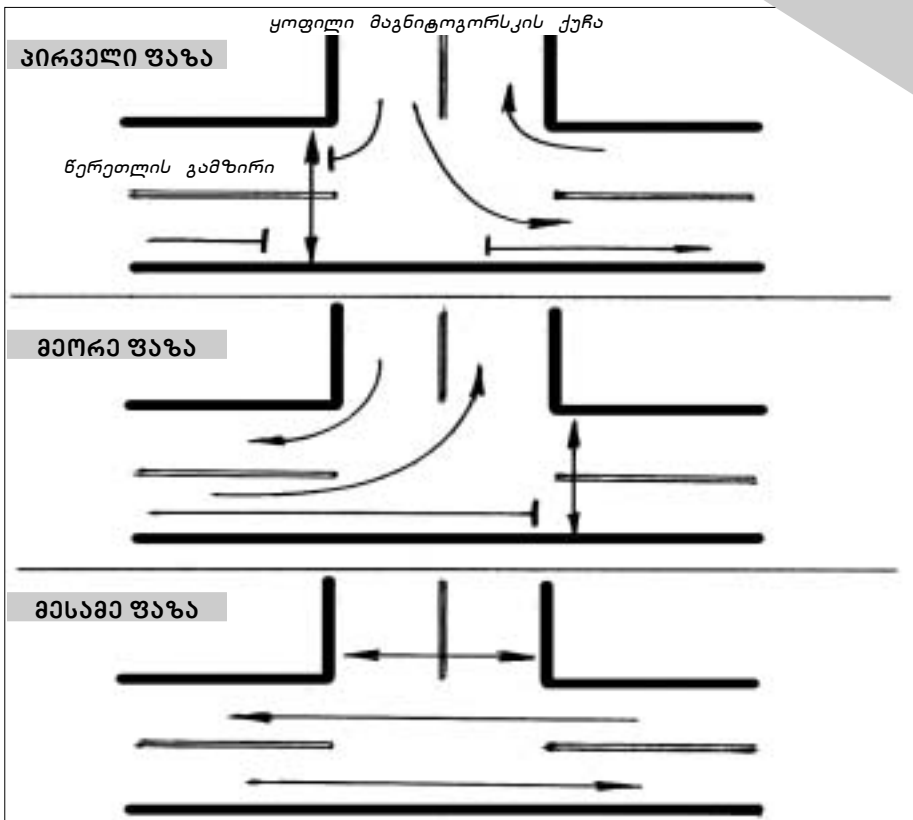 ყოფილი მაგნიტოგორსკის ქუჩა
პირველი ფაზა
წერეთლის გამზირი
მეორე ფაზა
მესამე ფაზა